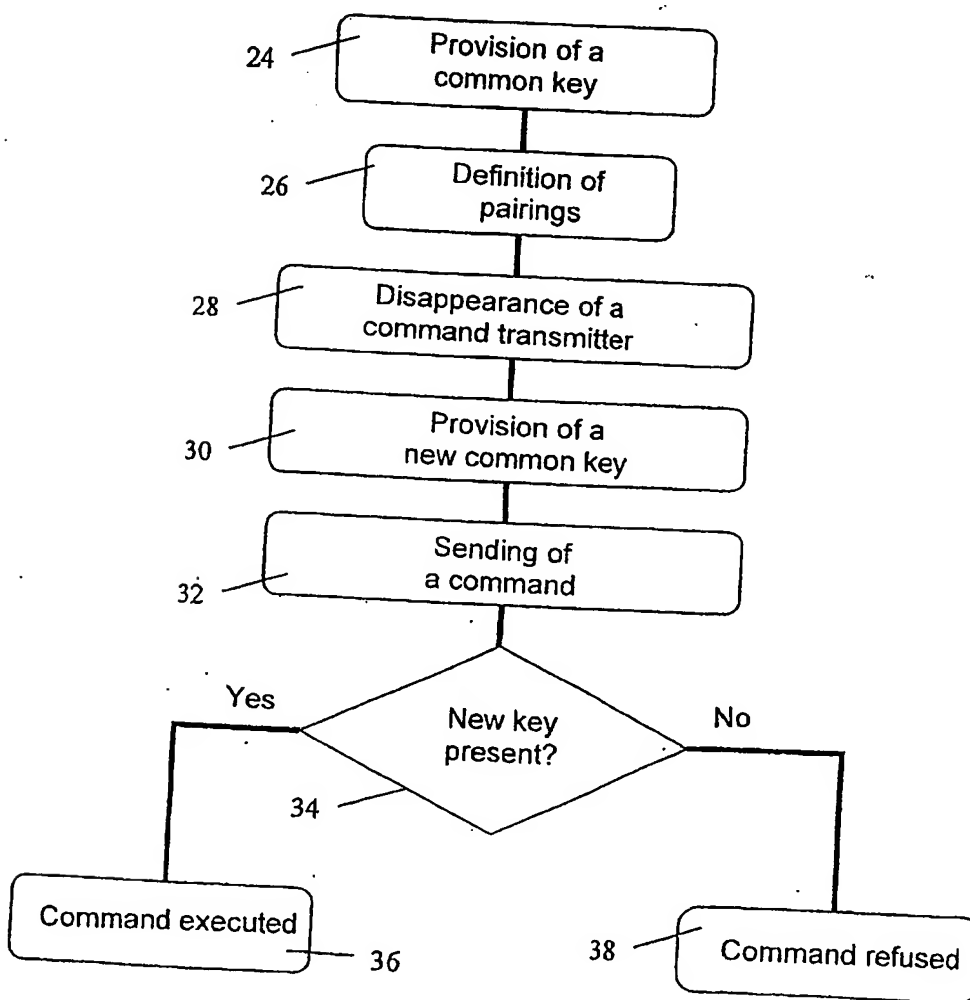 24
Provision of a
common key
26
Definition of
pairings
28
Disappearance of a
command transmitter
30
Provision of a
new common key
32
Sending of
a command
Yes
New key
present?
No
34
Command executed
36
38
Command refused